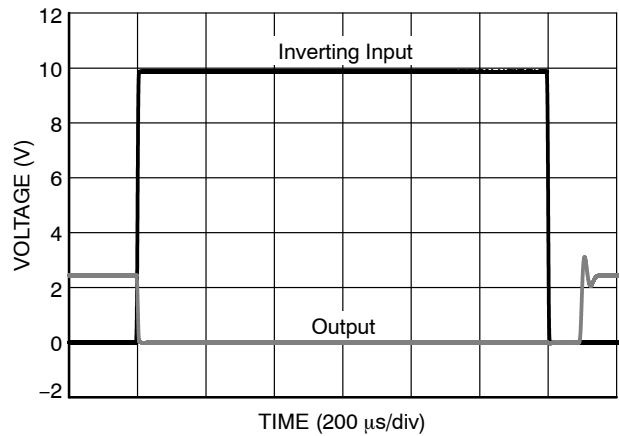 12
10
8
6
4
2
0
−2
VOLTAGE (V)
Inverting Input
Output
TIME (200 μs/div)